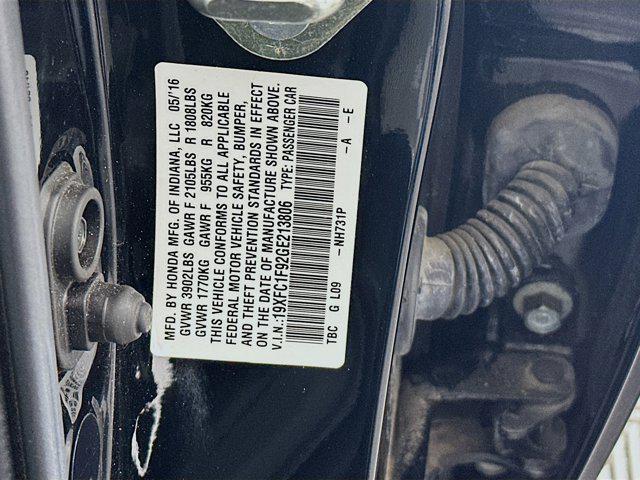 MFD. BY HONDA MFG. OF INDIANA, LLC 05/'16
GVWR 3902LBS GAWR F 2105LBS R 1808LBS
GVWR 1770KG GAWR F 955KG R 820KG
THIS VEHICLE CONFORMS TO ALL APPLICABLE
FEDERAL MOTOR VEHICLE SAFETY, BUMPER,
AND THEFT PREVENTION STANDARDS IN EFFECT
ON THE DATE OF MANUFACTURE SHOWN ABOVE.
V.I.N.:19XFC1F92GE213806 TYPE: PASSENGER CAR
TBC G L09 -NH731P -A -E